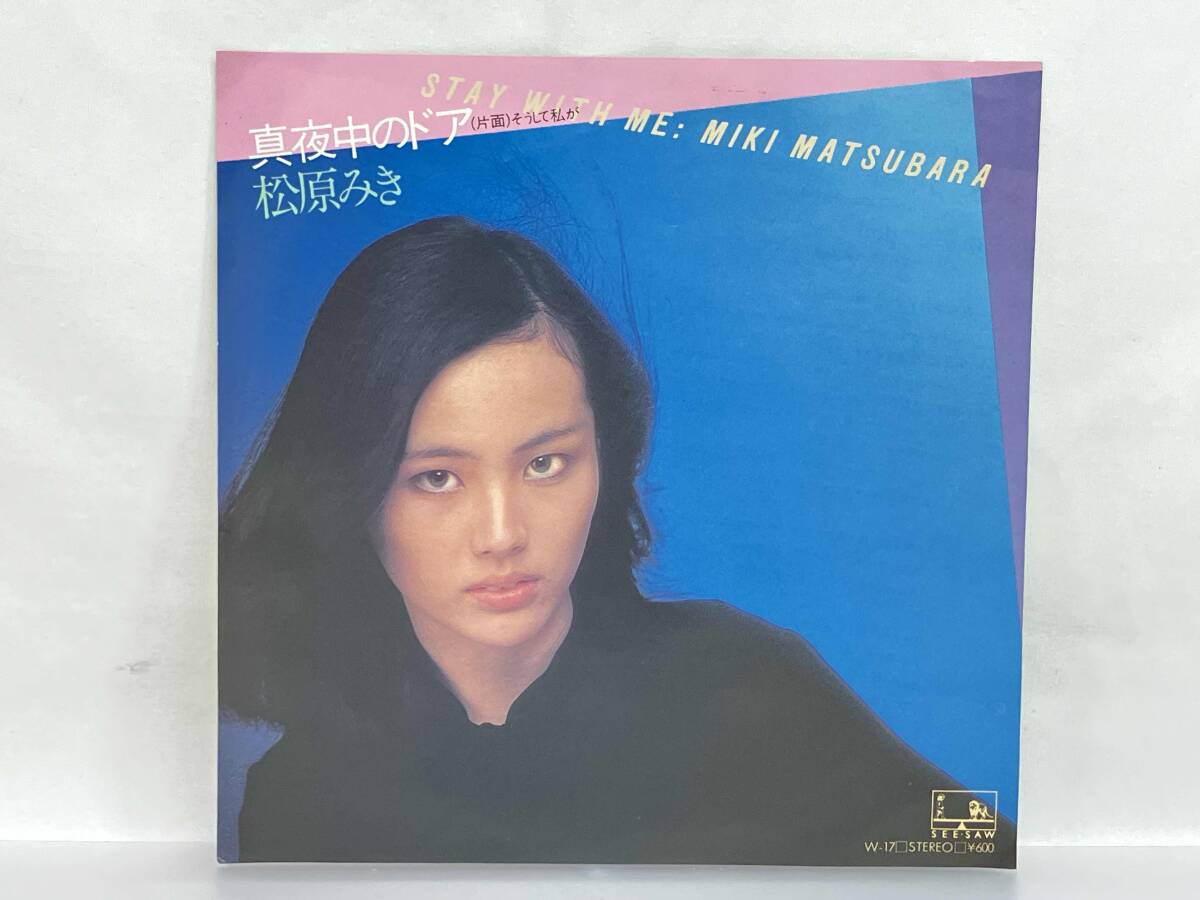 STAY WITH ME: MIKI MATSUBARA
真夜中のドア (片面)そうして私が
松原みき
SEE·SAW
W-17□STEREO□¥600